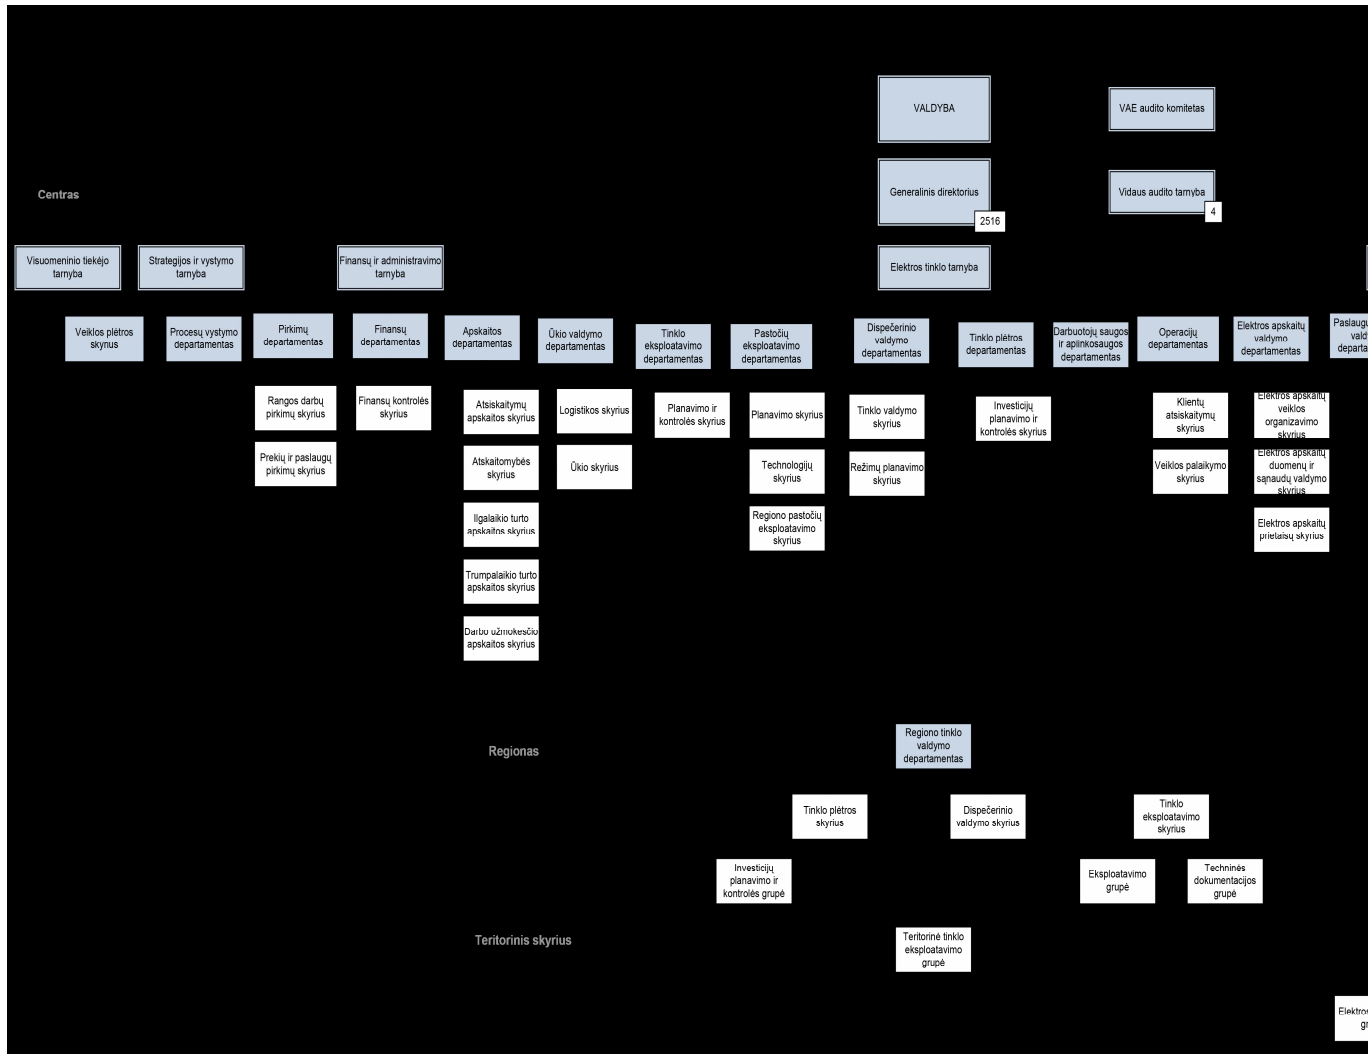 VALDYBA
VAE audito komitetas
Centras
Generalinis direktorius
2516
Vidaus audito tarnyba
4
Visuomeninio tiekėjo
tarnyba
Strategijos ir vystymo
tarnyba
Finansų ir administravimo
tarnyba
Elektros tinklo tarnyba
Veiklos plėtros
skyrius
Procesų vystymo
departamentas
Pirkimų
departamentas
Finansų
departamentas
Apskaitos
departamentas
Ūkio valdymo
departamentas
Tinklo
eksploatavimo
departamentas
Pastočių
eksploatavimo
departamentas
Dispečerinio
valdymo
departamentas
Tinklo plėtros
departamentas
Darbuotojų saugos
ir aplinkosaugos
departamentas
Operacijų
departamentas
Elektros apskaitų
valdymo
departamentas
Paslaugų
vald
departa
Rangos darbų
pirkimų skyrius
Finansų kontrolės
skyrius
Atsiskaitymų
apskaitos skyrius
Logistikos skyrius
Planavimo ir
kontrolės skyrius
Planavimo skyrius
Tinklo valdymo
skyrius
Investicijų
planavimo ir
kontrolės skyrius
Klientų
atsiskaitymų
skyrius
Elektros apskaitų
veiklos
organizavimo
skyrius
Prekių ir paslaugų
pirkimų skyrius
Atskaitomybės
skyrius
Ūkio skyrius
Technologijų
skyrius
Režimų planavimo
skyrius
Veiklos palaikymo
skyrius
Elektros apskaitų
duomenų ir
sąnaudų valdymo
skyrius
Ilgalaikio turto
apskaitos skyrius
Regiono pastočių
eksploatavimo
skyrius
Elektros apskaitų
prietaisų skyrius
Trumpalaikio turto
apskaitos skyrius
Darbo užmokesčio
apskaitos skyrius
Regionas
Regiono tinklo
valdymo
departamentas
Tinklo plėtros
skyrius
Dispečerinio
valdymo skyrius
Tinklo
eksploatavimo
skyrius
Investicijų
planavimo ir
kontrolės grupė
Eksploatavimo
grupė
Techninės
dokumentacijos
grupė
Teritorinis skyrius
Teritorinė tinklo
eksploatavimo
grupė
Elektros
gr